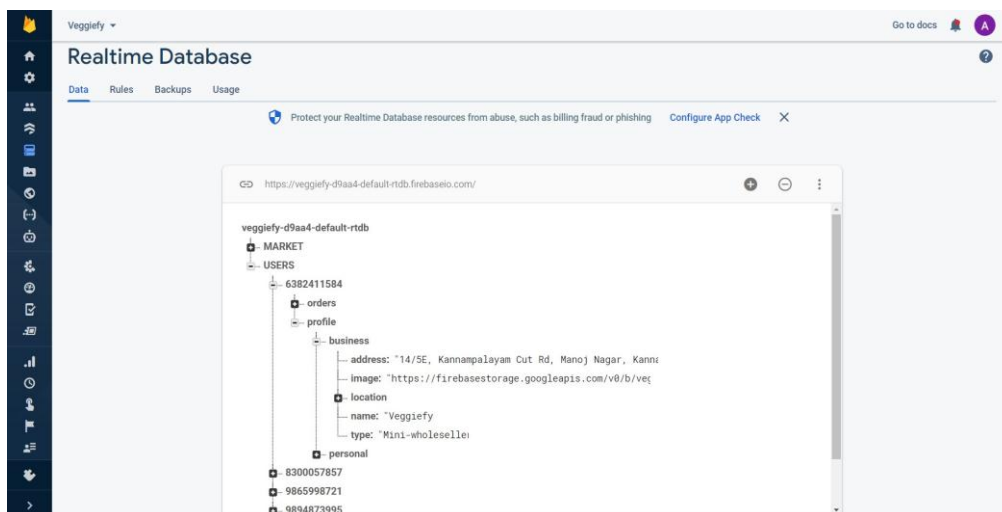 Veggiefy
Go to docs
A
Realtime Database
Data Rules Backups Usage
Protect your Realtime Database resources from abuse, such as billing fraud or phishing Configure App Check
https://veggiefy-d9aa4-default-rtdb.firebaseio.com/
veggiefy-d9aa4-default-rtdb
MARKET
USERS
6382411584
orders
profile
business
address: "14/5E, Kannampalayam Cut Rd, Manoj Nagar, Kanna
image: "https://firebasestorage.googleapis.com/v0/b/veg
location
name: "Veggiefy
type: "Mini-wholeseller
personal
8300057857
9865998721
9894873995